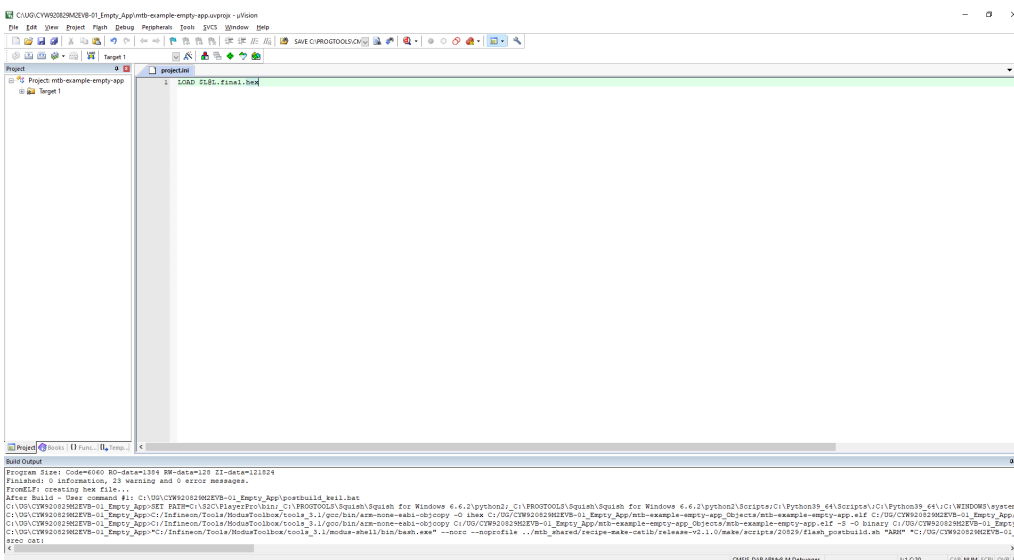 C:\UG\CYW920829M2EVB-01_Empty_App\mtb-example-empty-app.uvprojx - µVision
File Edit View Project Flash Debug Peripherals Tools SVCS Window Help
SAVE C:\PROGTOOLS\CM
Target 1
Project
project.ini
Project: mtb-example-empty-app
Target 1
1 LOAD $L@L.final.hex
Project Books {} Func... Temp...
Build Output
Program Size: Code=6060 RO-data=1384 RW-data=128 ZI-data=121824
Finished: 0 information, 23 warning and 0 error messages.
FromELF: creating hex file...
After Build - User command #1: C:\UG\CYW920829M2EVB-01_Empty_App\postbuild_keil.bat
C:\UG\CYW920829M2EVB-01_Empty_App>SET PATH=C:\S2C\PlayerPro\bin;_C:\PROGTOOLS\Squish\Squish for Windows 6.6.2\python2;_C:\PROGTOOLS\Squish\Squish for Windows 6.6.2\python2\Scripts;C:\Python39_64\Scripts\;C:\Python39_64\;C:\WINDOWS\system
C:\UG\CYW920829M2EVB-01_Empty_App>C:/Infineon/Tools/ModusToolbox/tools_3.1/gcc/bin/arm-none-eabi-objcopy -O ihex C:/UG/CYW920829M2EVB-01_Empty_App/mtb-example-empty-app_Objects/mtb-example-empty-app.elf C:/UG/CYW920829M2EVB-01_Empty_App/
C:\UG\CYW920829M2EVB-01_Empty_App>C:/Infineon/Tools/ModusToolbox/tools_3.1/gcc/bin/arm-none-eabi-objcopy C:/UG/CYW920829M2EVB-01_Empty_App/mtb-example-empty-app_Objects/mtb-example-empty-app.elf -S -O binary C:/UG/CYW920829M2EVB-01_Empty
C:\UG\CYW920829M2EVB-01_Empty_App>"C:/Infineon/Tools/ModusToolbox/tools_3.1/modus-shell/bin/bash.exe" --norc --noprofile ../mtb_shared/recipe-make-cat1b/release-v2.1.0/make/scripts/20829/flash_postbuild.sh "ARM" "C:/UG/CYW920829M2EVB-01
srec cat: